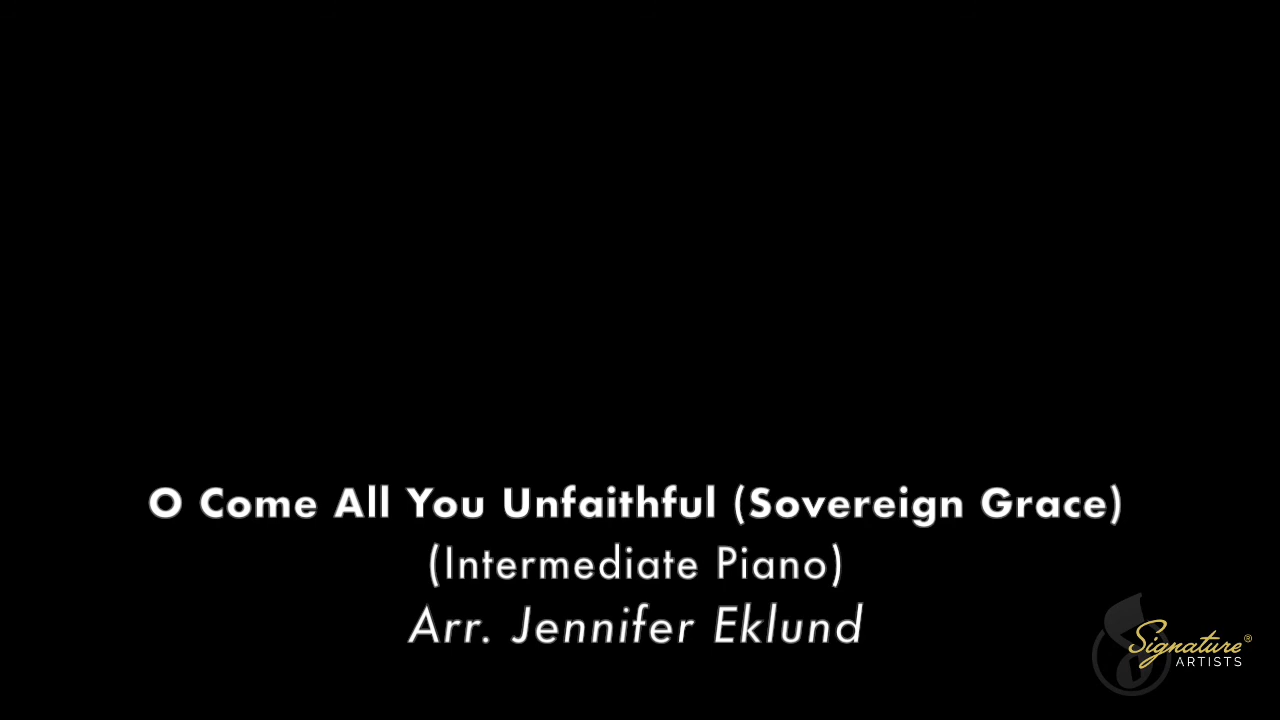 O Come All You Unfaithful (Sovereign Grace)
(Intermediate Piano)
Arr. Jennifer Eklund
Signature®
ARTISTS